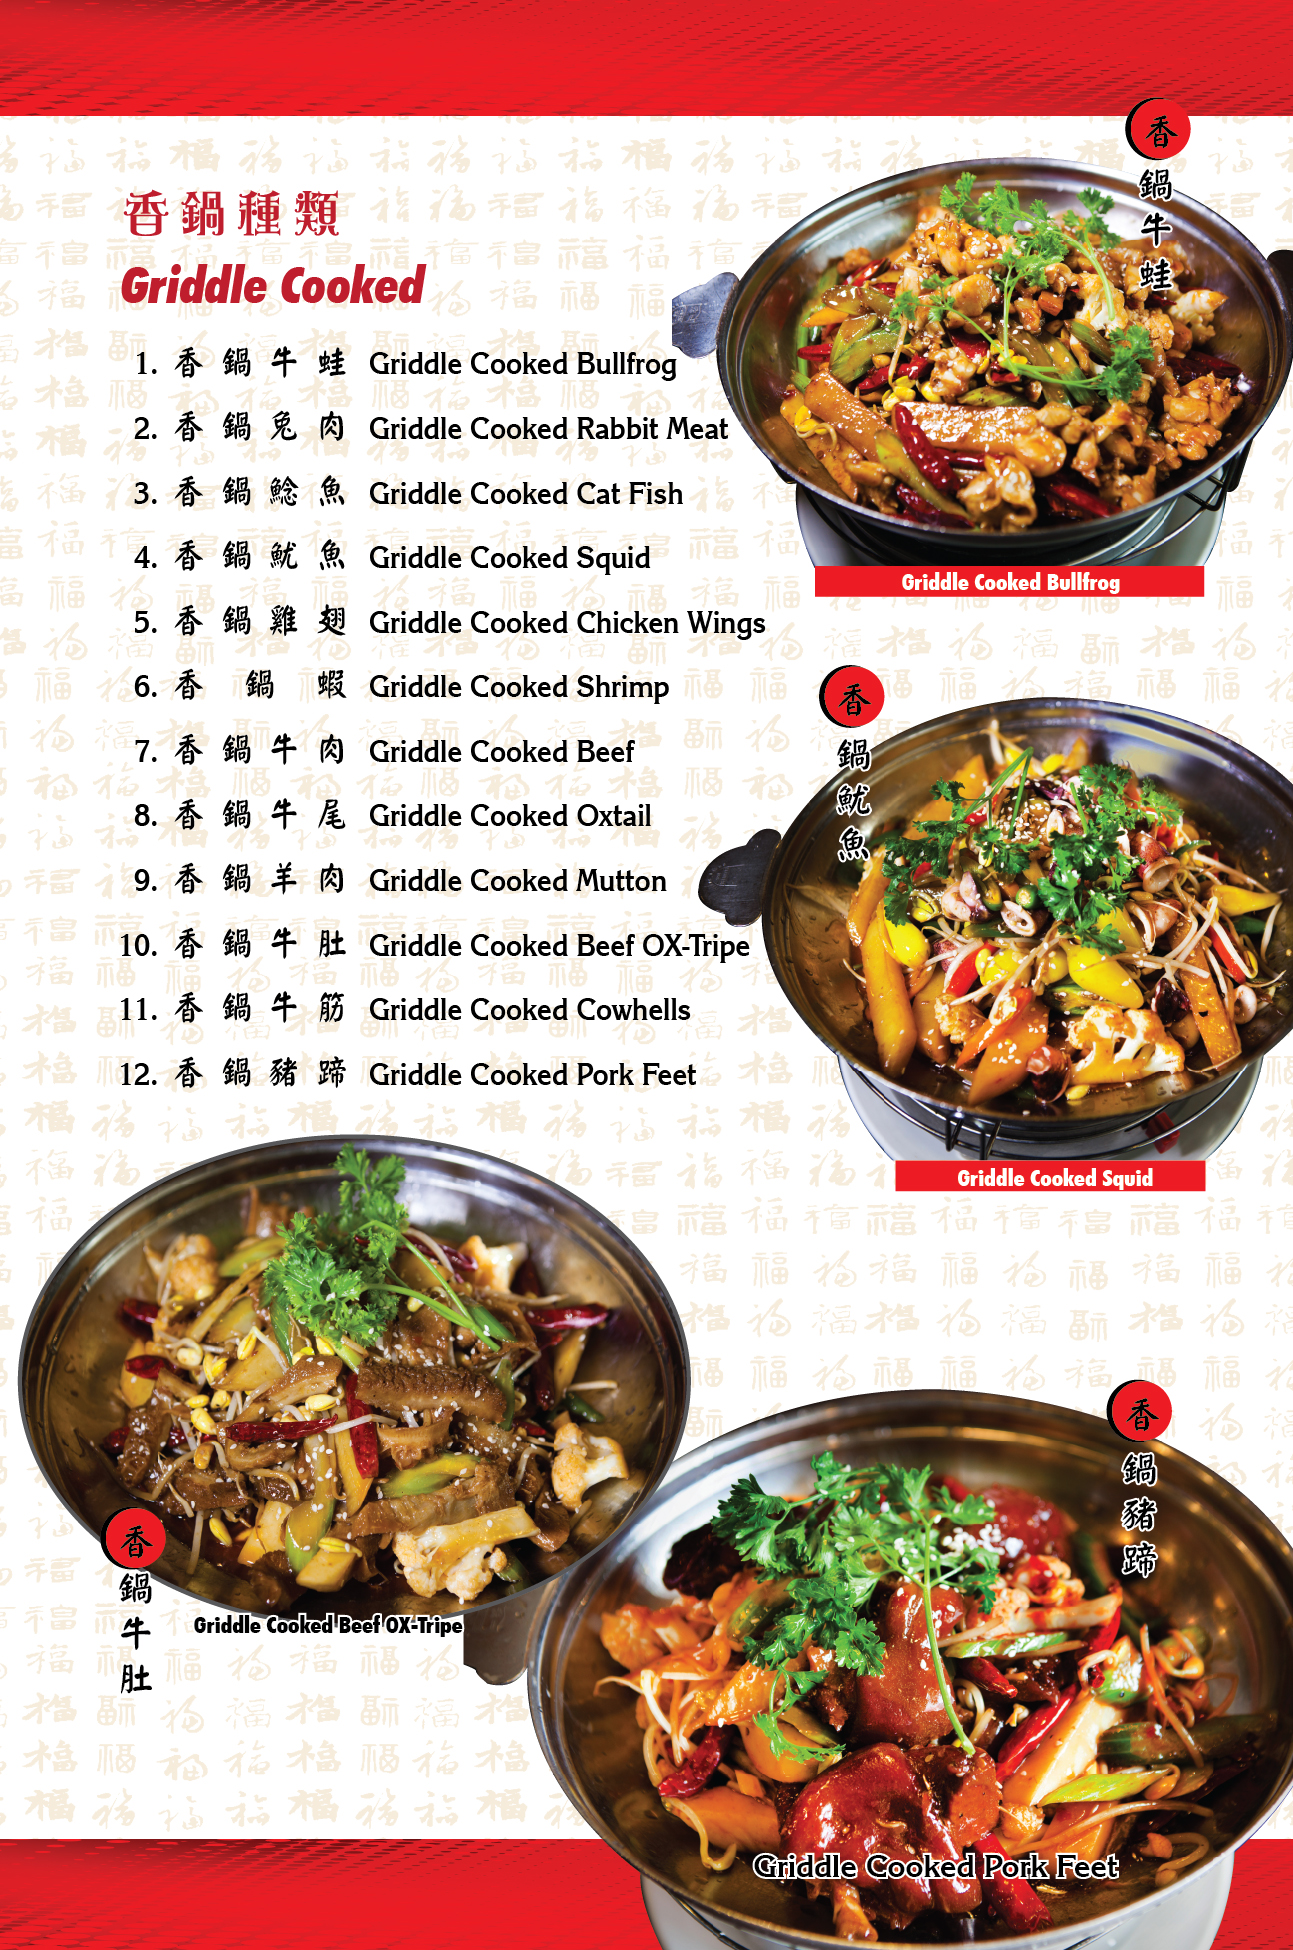 香鍋種類
Griddle Cooked
1. 香鍋牛蛙 Griddle Cooked Bullfrog
2. 香鍋兔肉 Griddle Cooked Rabbit Meat
3. 香鍋鯰魚 Griddle Cooked Cat Fish
4. 香鍋魷魚 Griddle Cooked Squid
5. 香鍋雞翅 Griddle Cooked Chicken Wings
6. 香鍋蝦 Griddle Cooked Shrimp
7. 香鍋牛肉 Griddle Cooked Beef
8. 香鍋牛尾 Griddle Cooked Oxtail
9. 香鍋羊肉 Griddle Cooked Mutton
10. 香鍋牛肚 Griddle Cooked Beef OX-Tripe
11. 香鍋牛筋 Griddle Cooked Cowhells
12. 香鍋豬蹄 Griddle Cooked Pork Feet
香鍋牛蛙
Griddle Cooked Bullfrog
香鍋魷魚
Griddle Cooked Squid
香鍋牛肚
Griddle Cooked Beef OX-Tripe
香鍋豬蹄
Griddle Cooked Pork Feet